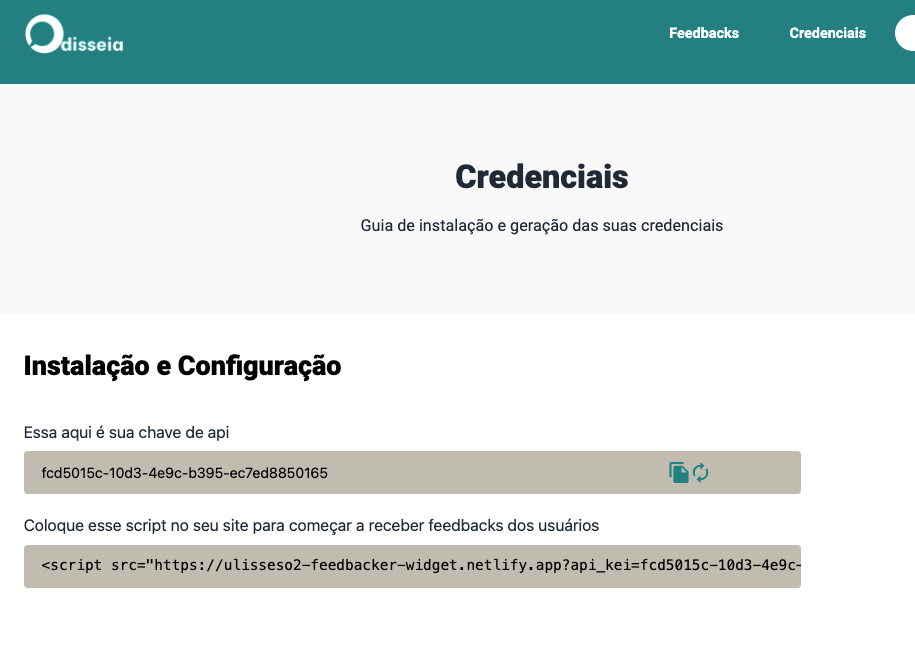 Odisseia
Feedbacks
Credenciais
Credenciais
Guia de instalação e geração das suas credenciais
Instalação e Configuração
Essa aqui é sua chave de api
fcd5015c-10d3-4e9c-b395-ec7ed8850165
Coloque esse script no seu site para começar a receber feedbacks dos usuários
<script src="https://ulisseso2-feedbacker-widget.netlify.app?api_kei=fcd5015c-10d3-4e9c-